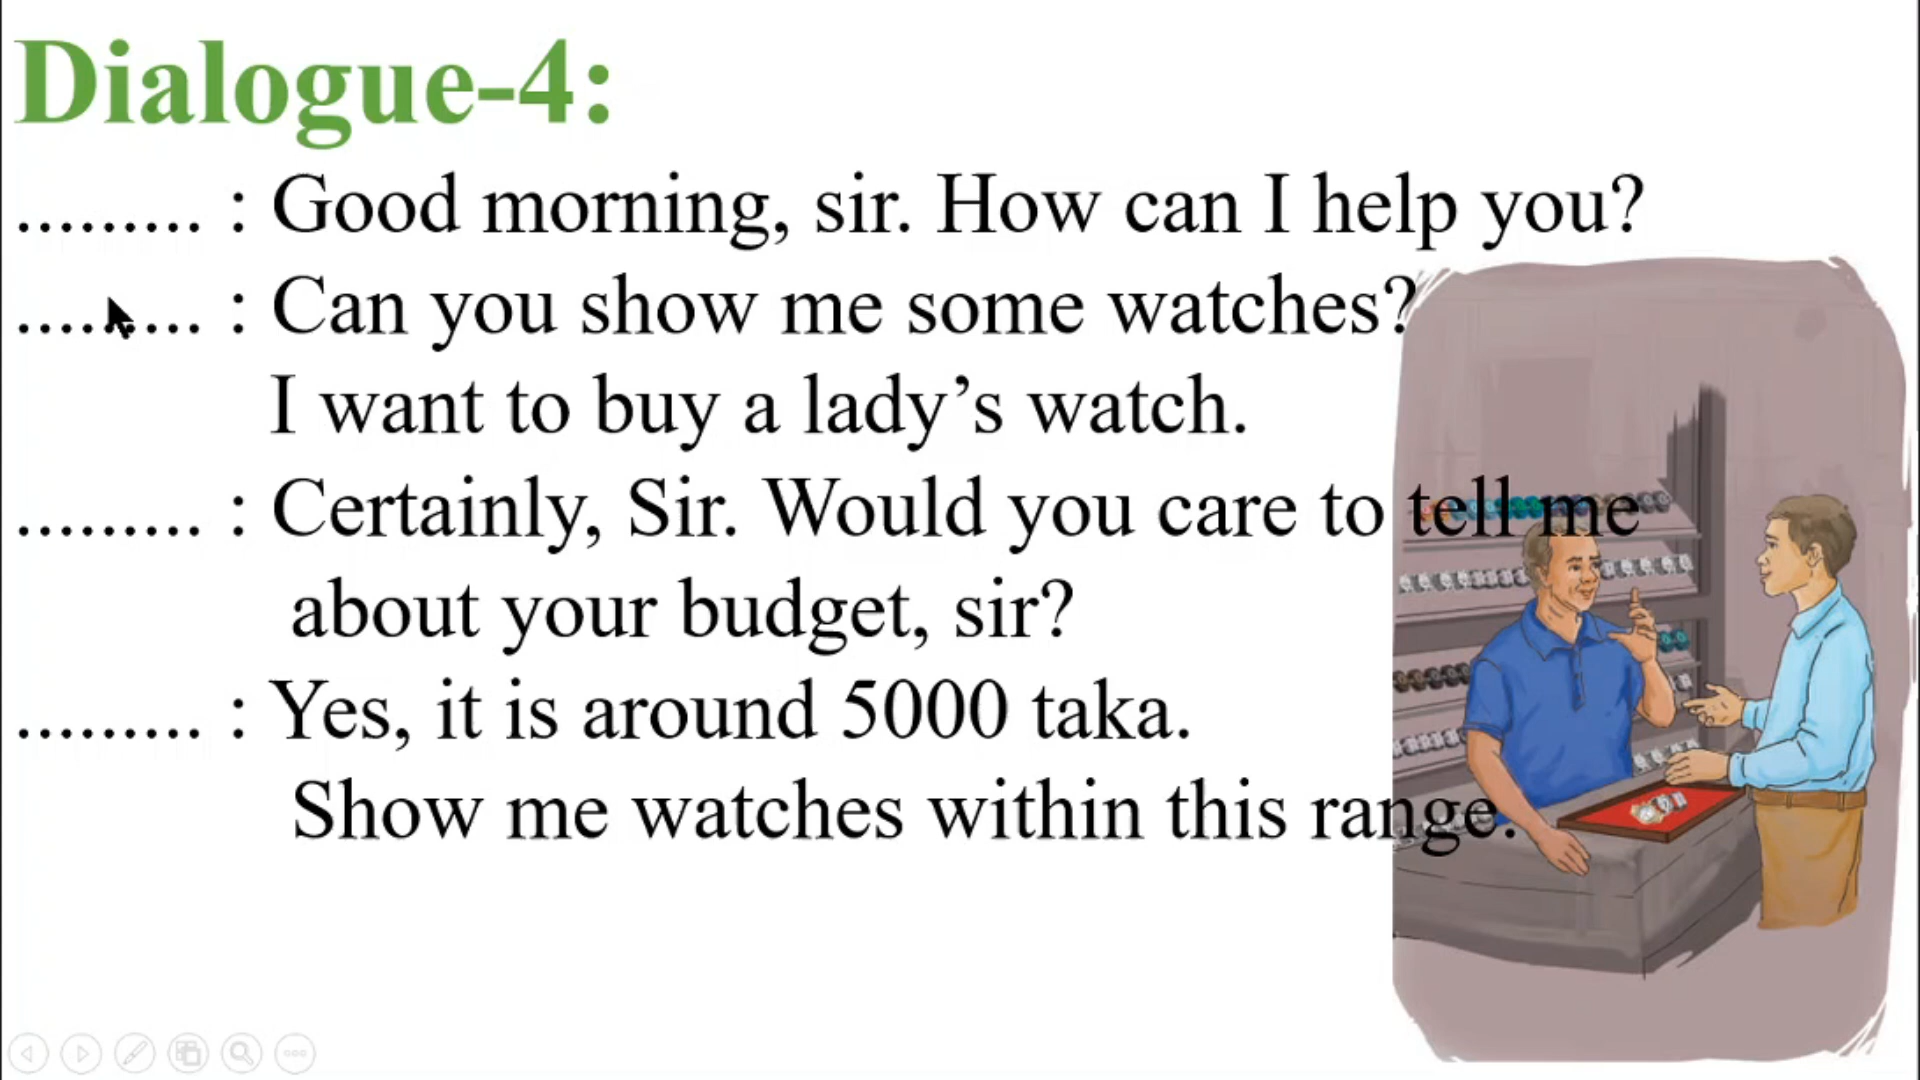 Dialogue-4:
......... : Good morning, sir. How can I help you?
......... : Can you show me some watches?
I want to buy a lady’s watch.
......... : Certainly, Sir. Would you care to tell me
about your budget, sir?
......... : Yes, it is around 5000 taka.
Show me watches within this range.